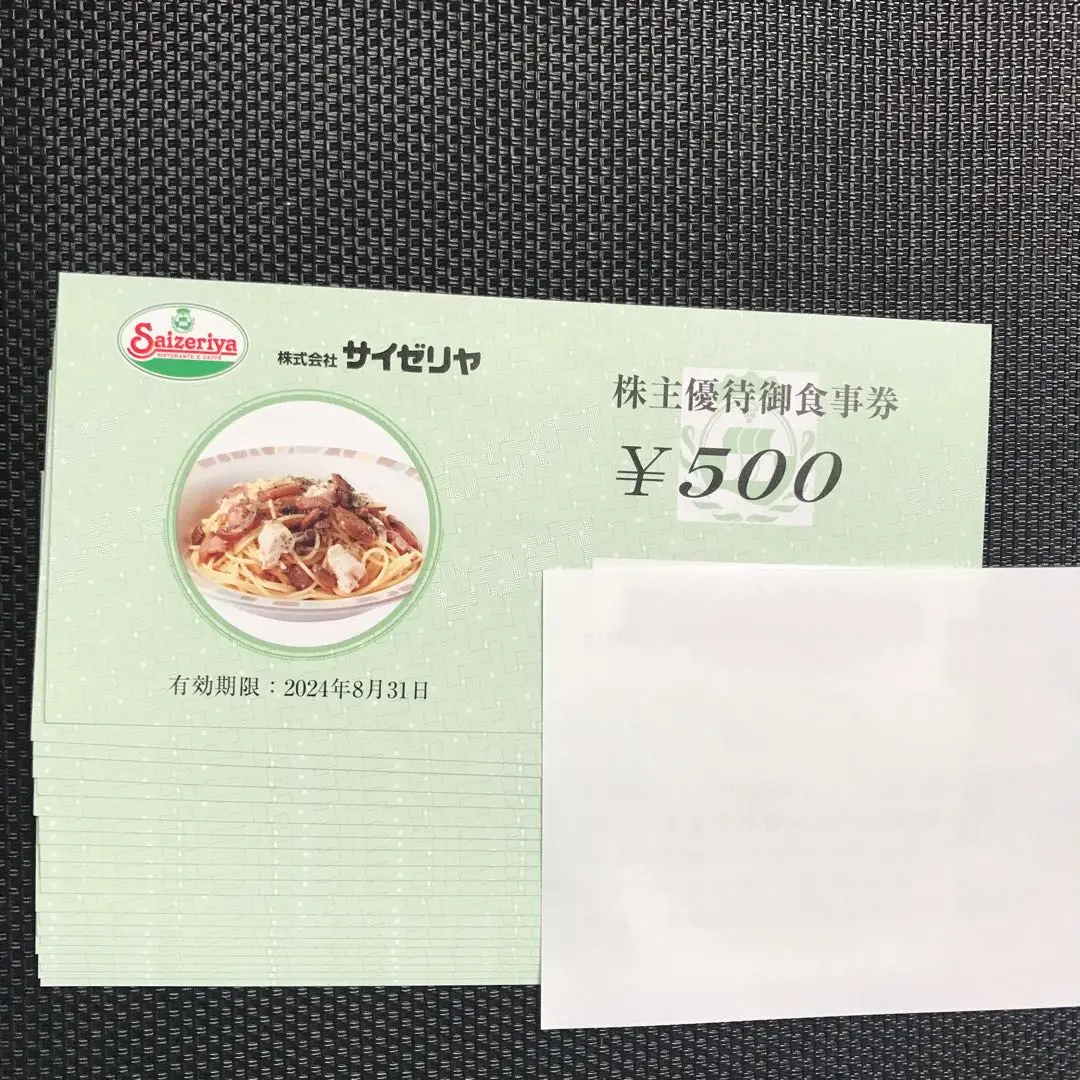 Saizeriya
RISTORANTE E CAFFÈ
株式会社 サイゼリヤ
株主優待御食事券
¥500
有効期限：2024年8月31日